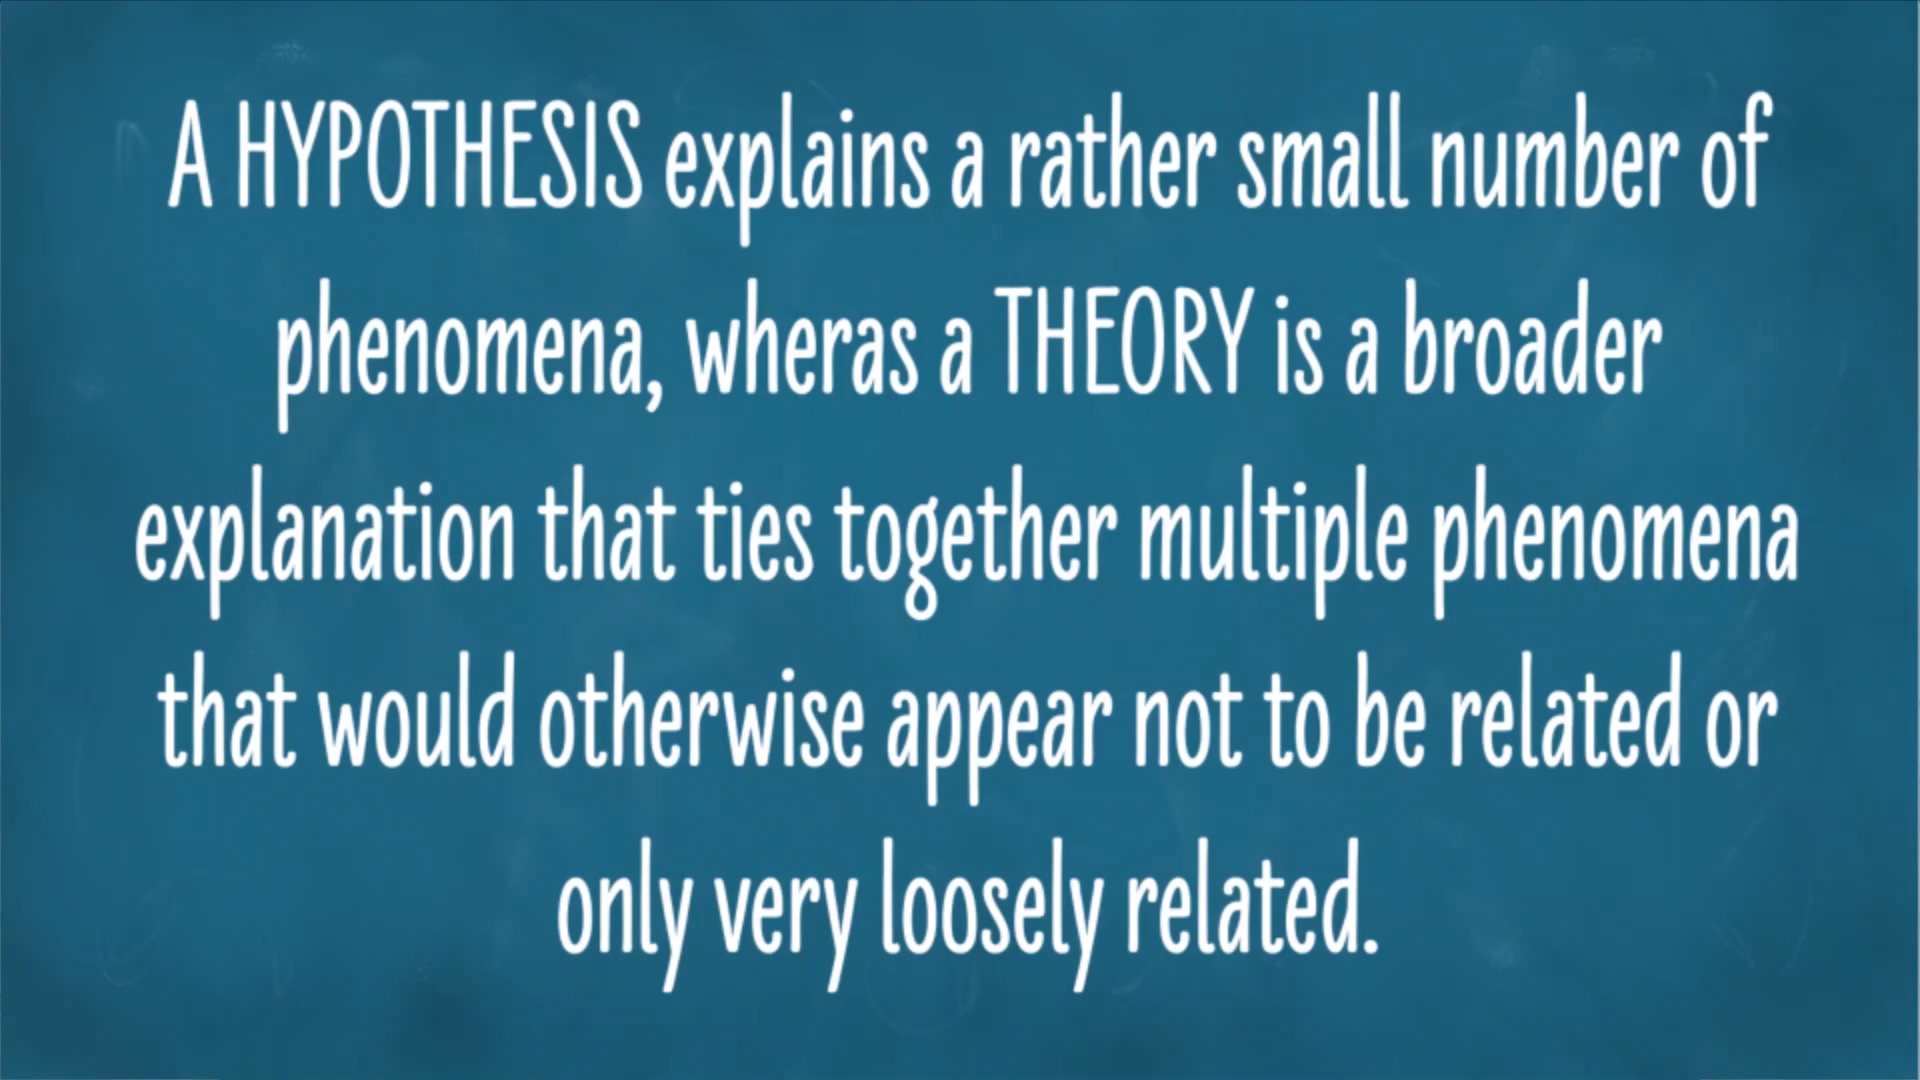 A HYPOTHESIS explains a rather small number of
phenomena, wheras a THEORY is a broader
explanation that ties together multiple phenomena
that would otherwise appear not to be related or
only very loosely related.